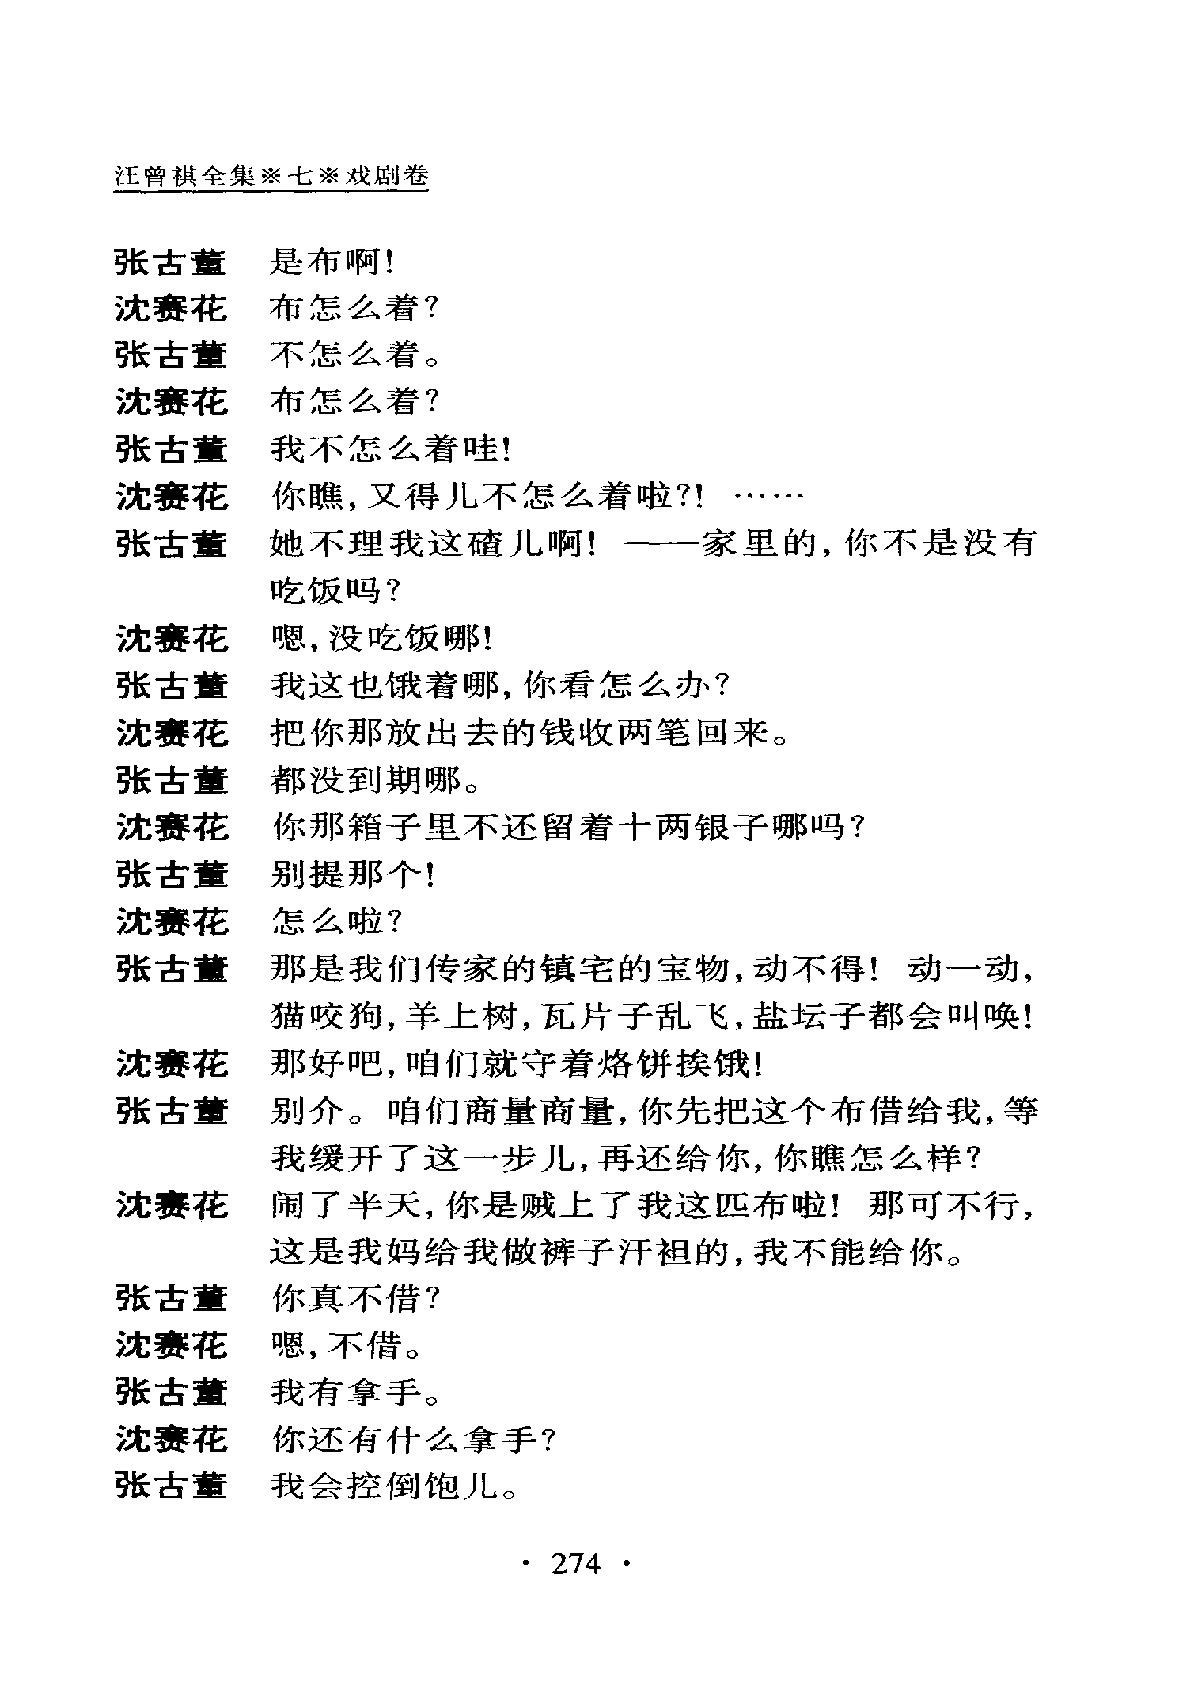 汪曾祺全集※七※戏剧卷
张古董 是布啊！
沈赛花 布怎么着？
张古董 不怎么着。
沈赛花 布怎么着？
张古董 我不怎么着哇！
沈赛花 你瞧，又得儿不怎么着啦？！……
张古董 她不理我这碴儿啊！——家里的，你不是没有
吃饭吗？
沈赛花 嗯，没吃饭哪！
张古董 我这也饿着哪，你看怎么办？
沈赛花 把你那放出去的钱收两笔回来。
张古董 都没到期哪。
沈赛花 你那箱子里不还留着十两银子哪吗？
张古董 别提那个！
沈赛花 怎么啦？
张古董 那是我们传家的镇宅的宝物，动不得！动一动，
猫咬狗，羊上树，瓦片子乱飞，盐坛子都会叫唤！
沈赛花 那好吧，咱们就守着烙饼挨饿！
张古董 别介。咱们商量商量，你先把这个布借给我，等
我缓开了这一步儿，再还给你，你瞧怎么样？
沈赛花 闹了半天，你是贼上了我这匹布啦！那可不行，
这是我妈给我做裤子汗袒的，我不能给你。
张古董 你真不借？
沈赛花 嗯，不借。
张古董 我有拿手。
沈赛花 你还有什么拿手？
张古董 我会控倒饱儿。
· 274 ·